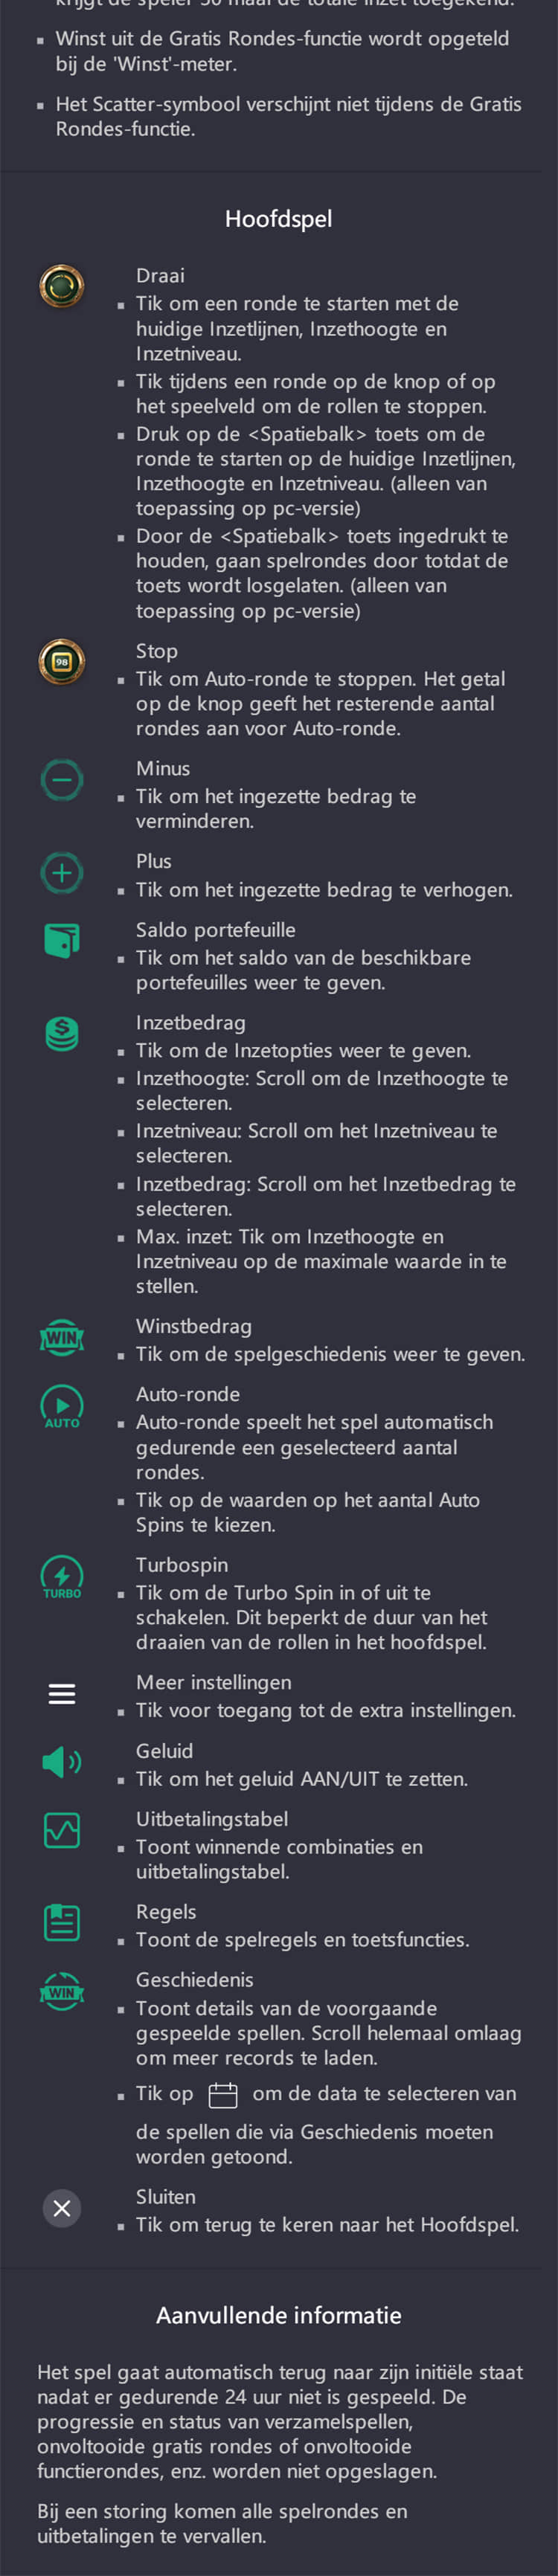 krijgt de speler 50 maal de totale inzet toegekend.
▪ Winst uit de Gratis Rondes-functie wordt opgeteld
bij de 'Winst'-meter.
▪ Het Scatter-symbool verschijnt niet tijdens de Gratis
Rondes-functie.
Hoofdspel
Draai
▪ Tik om een ronde te starten met de
huidige Inzetlijnen, Inzethoogte en
Inzetniveau.
▪ Tik tijdens een ronde op de knop of op
het speelveld om de rollen te stoppen.
▪ Druk op de <Spatiebalk> toets om de
ronde te starten op de huidige Inzetlijnen,
Inzethoogte en Inzetniveau. (alleen van
toepassing op pc-versie)
▪ Door de <Spatiebalk> toets ingedrukt te
houden, gaan spelrondes door totdat de
toets wordt losgelaten. (alleen van
toepassing op pc-versie)
98
Stop
▪ Tik om Auto-ronde te stoppen. Het getal
op de knop geeft het resterende aantal
rondes aan voor Auto-ronde.
Minus
▪ Tik om het ingezette bedrag te
verminderen.
Plus
▪ Tik om het ingezette bedrag te verhogen.
Saldo portefeuille
▪ Tik om het saldo van de beschikbare
portefeuilles weer te geven.
$
Inzetbedrag
▪ Tik om de Inzetopties weer te geven.
▪ Inzethoogte: Scroll om de Inzethoogte te
selecteren.
▪ Inzetniveau: Scroll om het Inzetniveau te
selecteren.
▪ Inzetbedrag: Scroll om het Inzetbedrag te
selecteren.
▪ Max. inzet: Tik om Inzethoogte en
Inzetniveau op de maximale waarde in te
stellen.
WIN
Winstbedrag
▪ Tik om de spelgeschiedenis weer te geven.
AUTO
Auto-ronde
▪ Auto-ronde speelt het spel automatisch
gedurende een geselecteerd aantal
rondes.
▪ Tik op de waarden op het aantal Auto
Spins te kiezen.
TURBO
Turbospin
▪ Tik om de Turbo Spin in of uit te
schakelen. Dit beperkt de duur van het
draaien van de rollen in het hoofdspel.
Meer instellingen
▪ Tik voor toegang tot de extra instellingen.
Geluid
▪ Tik om het geluid AAN/UIT te zetten.
Uitbetalingstabel
▪ Toont winnende combinaties en
uitbetalingstabel.
Regels
▪ Toont de spelregels en toetsfuncties.
WIN
Geschiedenis
▪ Toont details van de voorgaande
gespeelde spellen. Scroll helemaal omlaag
om meer records te laden.
▪ Tik op om de data te selecteren van
de spellen die via Geschiedenis moeten
worden getoond.
Sluiten
▪ Tik om terug te keren naar het Hoofdspel.
Aanvullende informatie
Het spel gaat automatisch terug naar zijn initiële staat
nadat er gedurende 24 uur niet is gespeeld. De
progressie en status van verzamelspellen,
onvoltooide gratis rondes of onvoltooide
functierondes, enz. worden niet opgeslagen.
Bij een storing komen alle spelrondes en
uitbetalingen te vervallen.